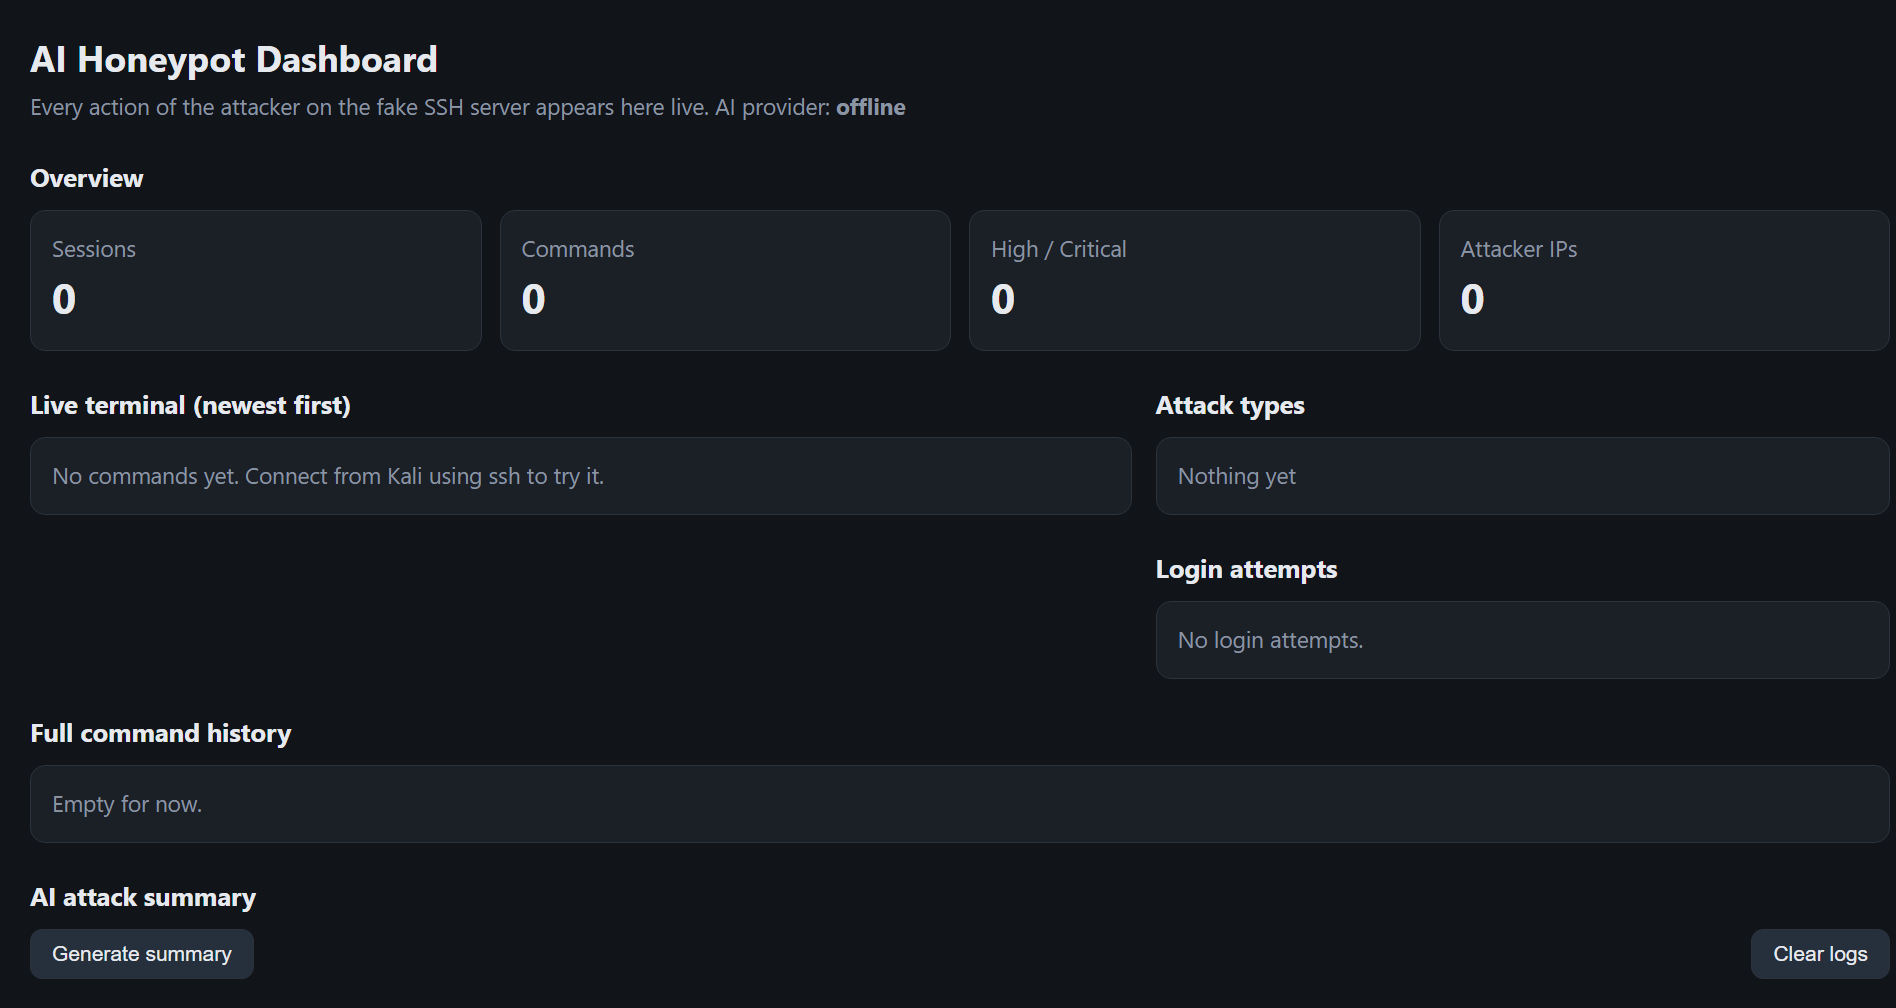 AI Honeypot Dashboard
Every action of the attacker on the fake SSH server appears here live. AI provider: offline
Overview
Sessions
0
Commands
0
High / Critical
0
Attacker IPs
0
Live terminal (newest first)
No commands yet. Connect from Kali using ssh to try it.
Attack types
Nothing yet
Login attempts
No login attempts.
Full command history
Empty for now.
AI attack summary
Generate summary
Clear logs